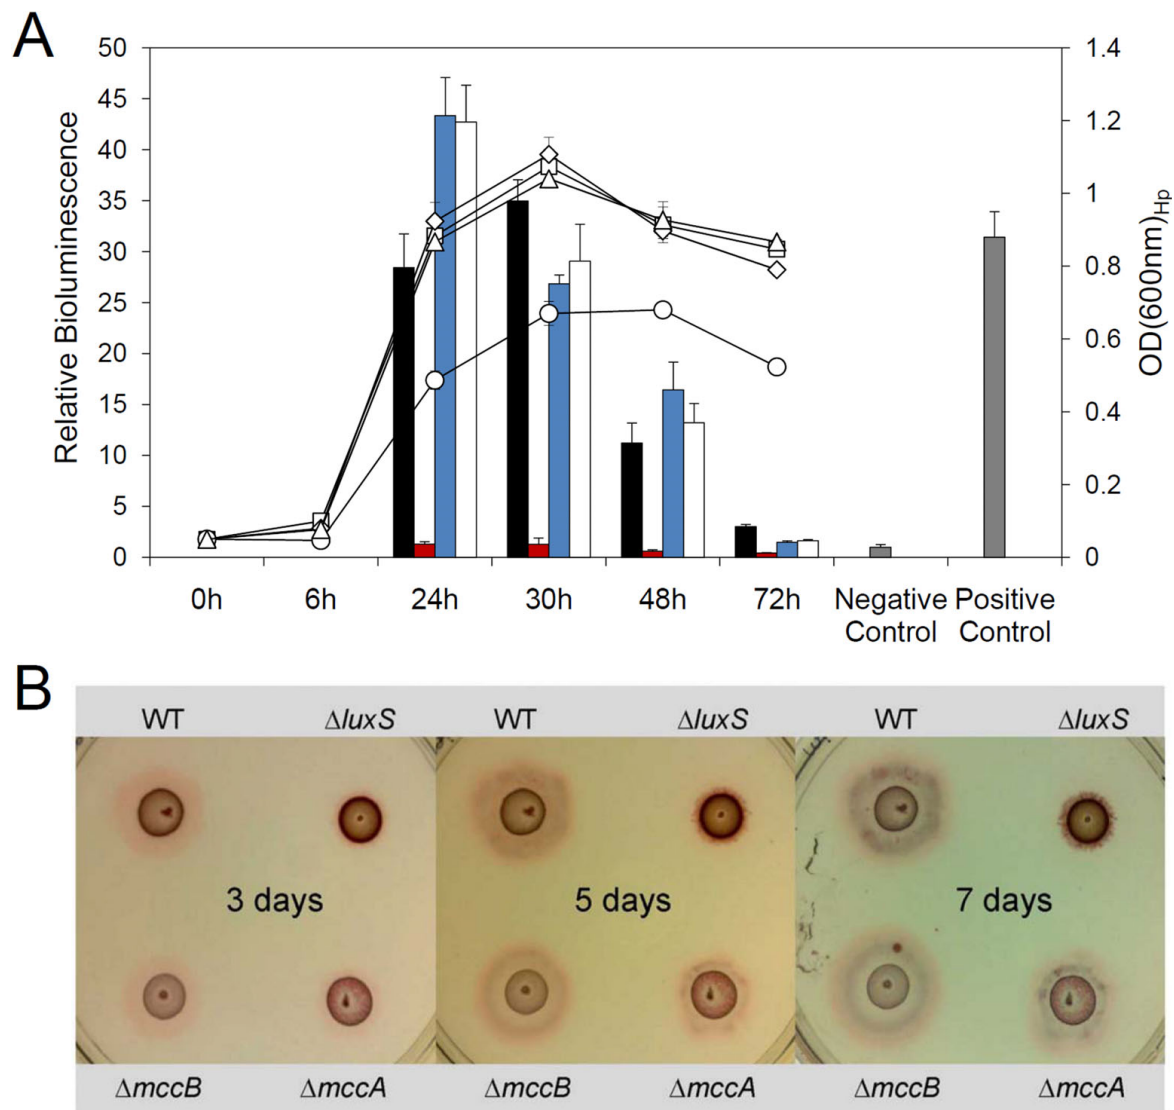 A
50
45
40
35
30
25
20
15
10
5
0
Relative Bioluminescence
1.4
1.2
1
0.8
0.6
0.4
0.2
0
OD(600nm)Hp
0h 6h 24h 30h 48h 72h Negative Control Positive Control
B
WT ΔluxS WT ΔluxS WT ΔluxS
3 days 5 days 7 days
ΔmccB ΔmccA ΔmccB ΔmccA ΔmccB ΔmccA